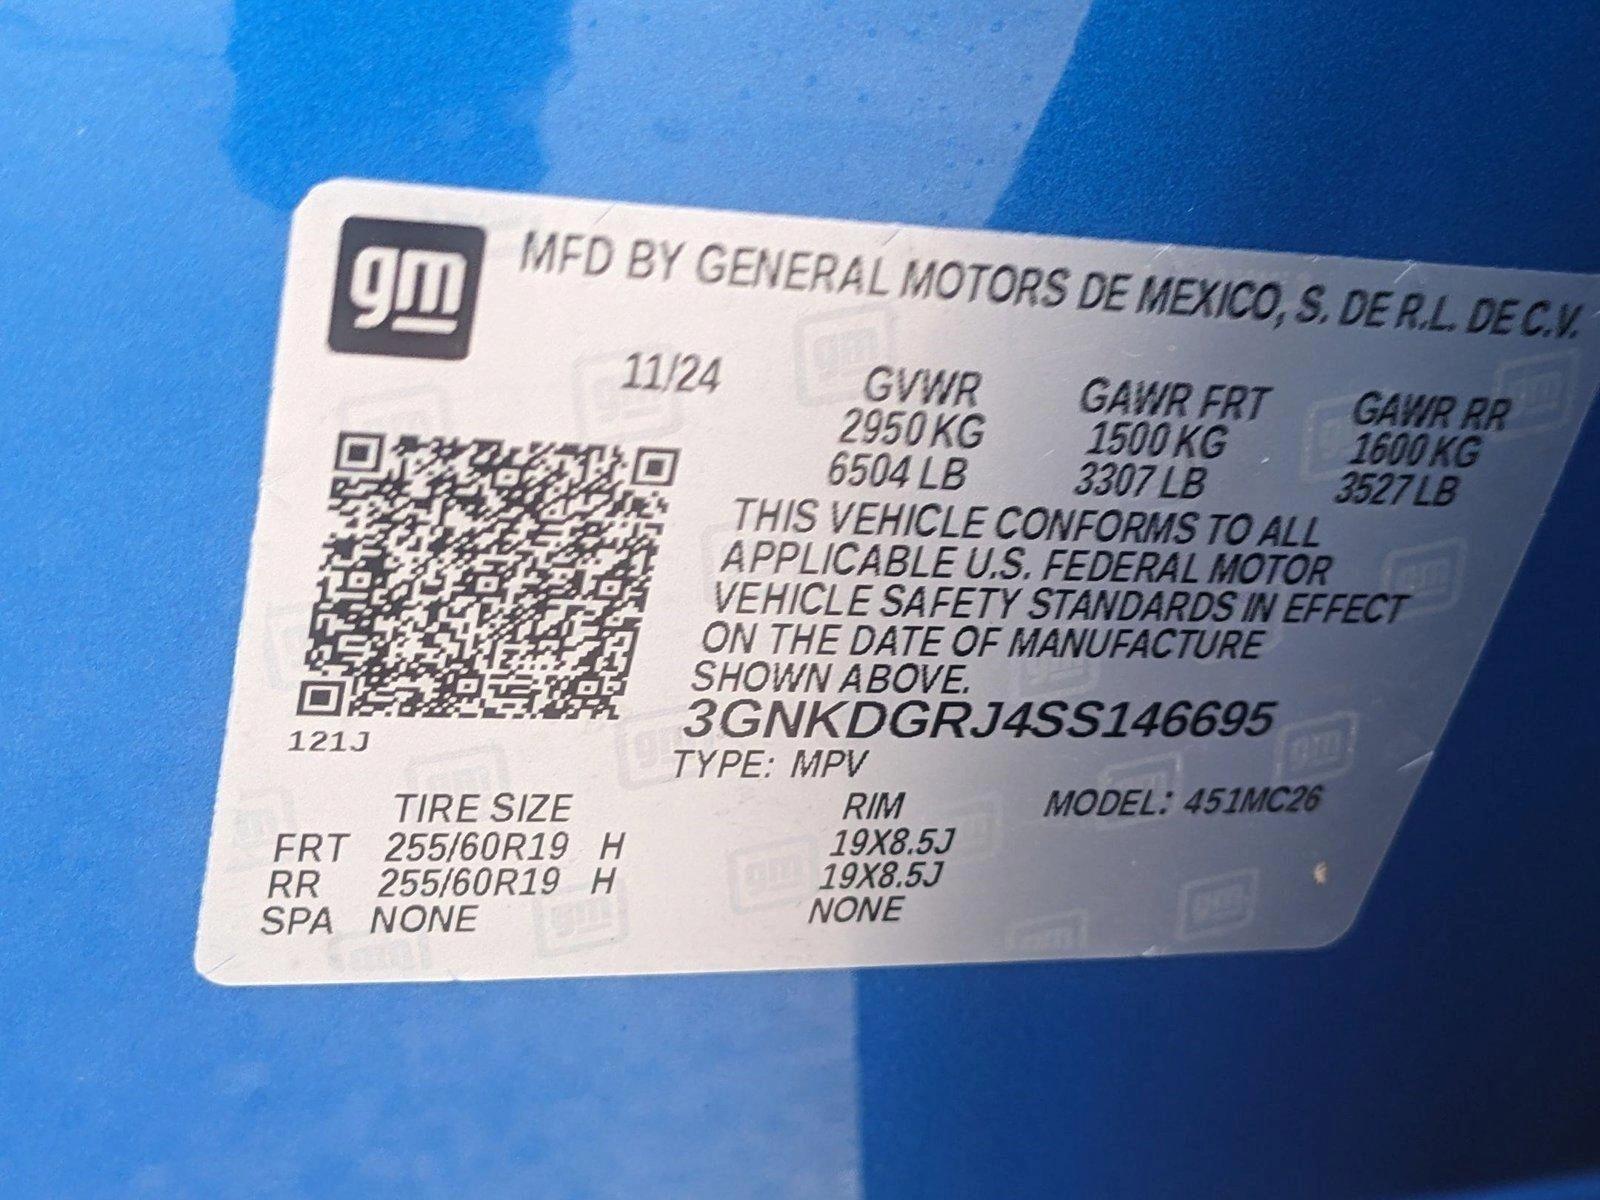 gm
MFD BY GENERAL MOTORS DE MEXICO, S. DE R.L. DE C.V.
11/24 GVWR GAWR FRT GAWR RR
2950 KG 1500 KG 1600 KG
6504 LB 3307 LB 3527 LB
THIS VEHICLE CONFORMS TO ALL
APPLICABLE U.S. FEDERAL MOTOR
VEHICLE SAFETY STANDARDS IN EFFECT
ON THE DATE OF MANUFACTURE
SHOWN ABOVE.
3GNKDGRJ4SS146695
121J
TYPE: MPV
TIRE SIZE RIM MODEL: 451MC26
FRT 255/60R19 H 19X8.5J
RR 255/60R19 H 19X8.5J
SPA NONE NONE